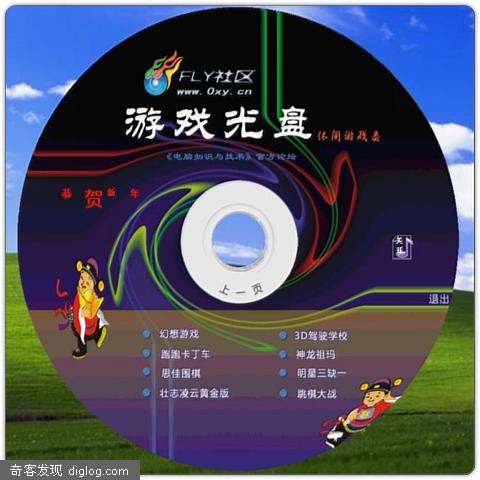 FLY社区
www.0xy.cn
游戏光盘
休闲游戏类
《电脑知识与技术》官方论坛
恭贺新年
关闭
上一页
退出
幻想游戏
3D驾驶学校
跑跑卡丁车
神龙祖玛
思佳围棋
明星三缺一
壮志凌云黄金版
跳棋大战
奇客发现 diglog.com